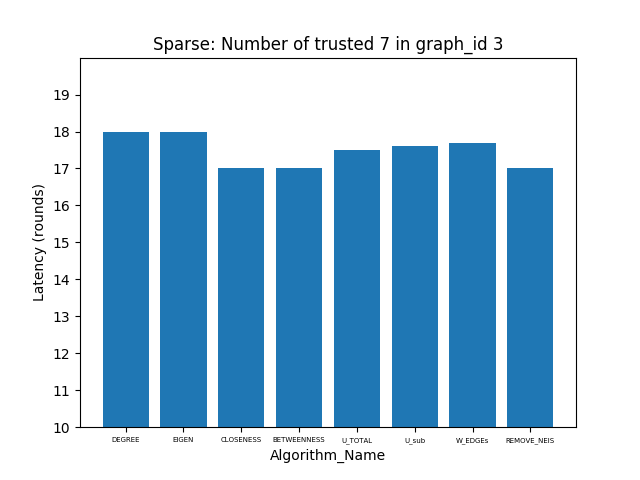 Sparse: Number of trusted 7 in graph_id 3
Latency (rounds)
19
18
17
16
15
14
13
12
11
10
DEGREE EIGEN CLOSENESS BETWEENNESS U_TOTAL U_sub W_EDGEs REMOVE_NEIS
Algorithm_Name